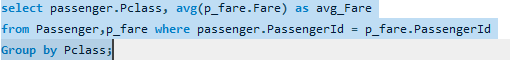 select passenger.Pclass, avg(p_fare.Fare) as avg_Fare
from Passenger,p_fare where passenger.PassengerId = p_fare.PassengerId
Group by Pclass;